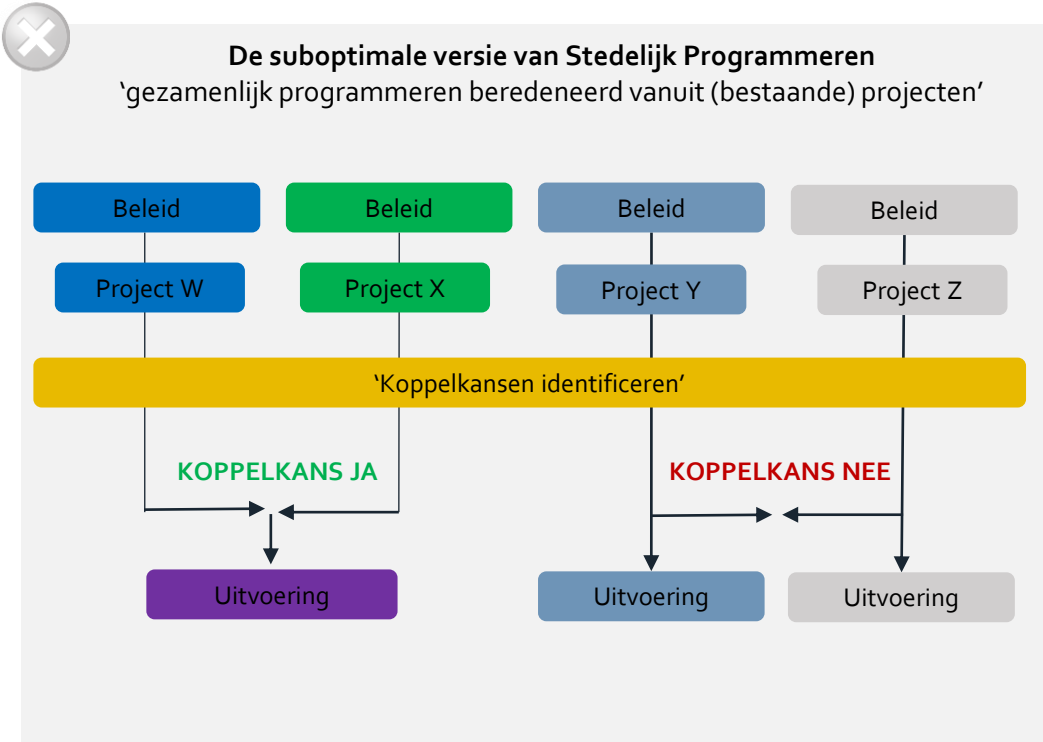 De suboptimale versie van Stedelijk Programmeren
‘gezamenlijk programmeren beredeneerd vanuit (bestaande) projecten’
Beleid
Beleid
Beleid
Beleid
Project W
Project X
Project Y
Project Z
‘Koppelkansen identificeren’
KOPPELKANS JA
KOPPELKANS NEE
Uitvoering
Uitvoering
Uitvoering